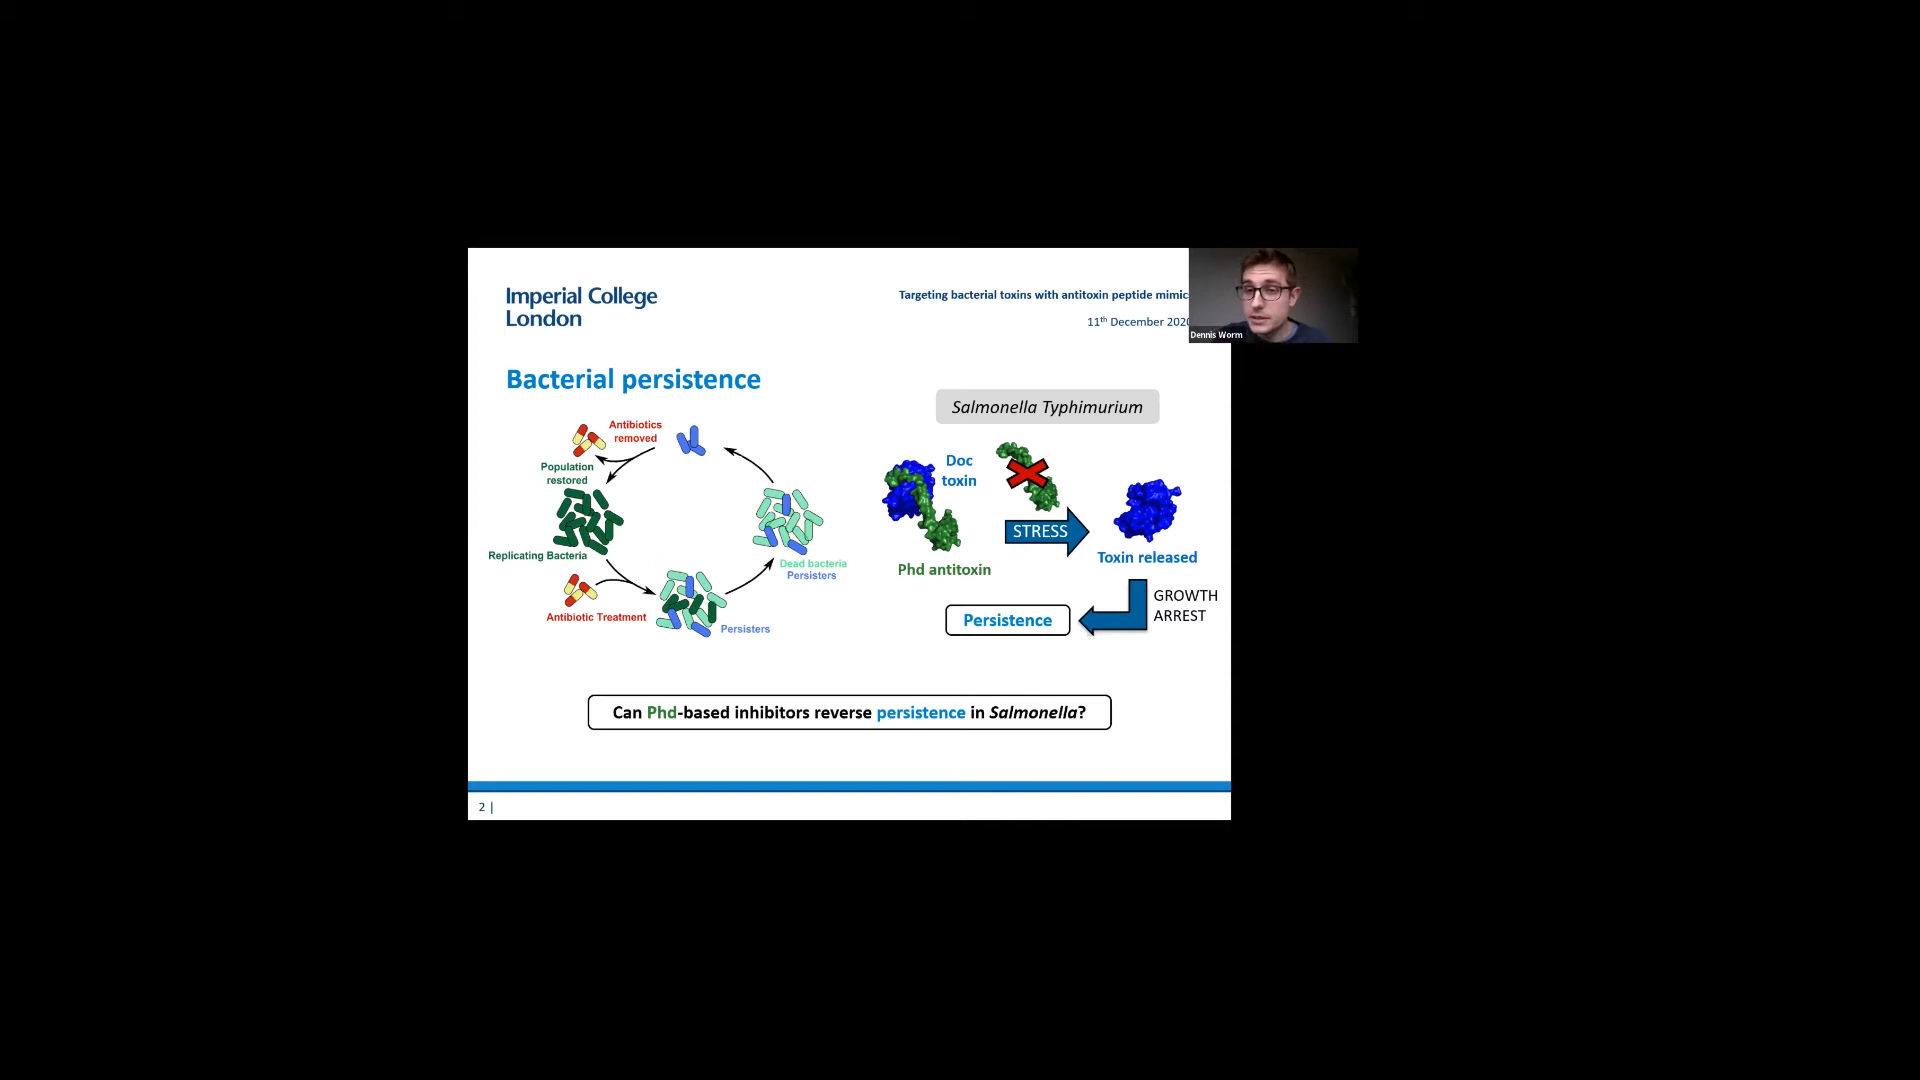 Imperial College
London
Targeting bacterial toxins with antitoxin peptide mimic
11th December 2020
Dennis Worm
Bacterial persistence
Salmonella Typhimurium
Antibiotics
removed
Population
restored
Replicating Bacteria
Antibiotic Treatment
Persisters
Dead bacteria
Persisters
Doc
toxin
Phd antitoxin
STRESS
Toxin released
GROWTH
ARREST
Persistence
Can Phd-based inhibitors reverse persistence in Salmonella?
2 |